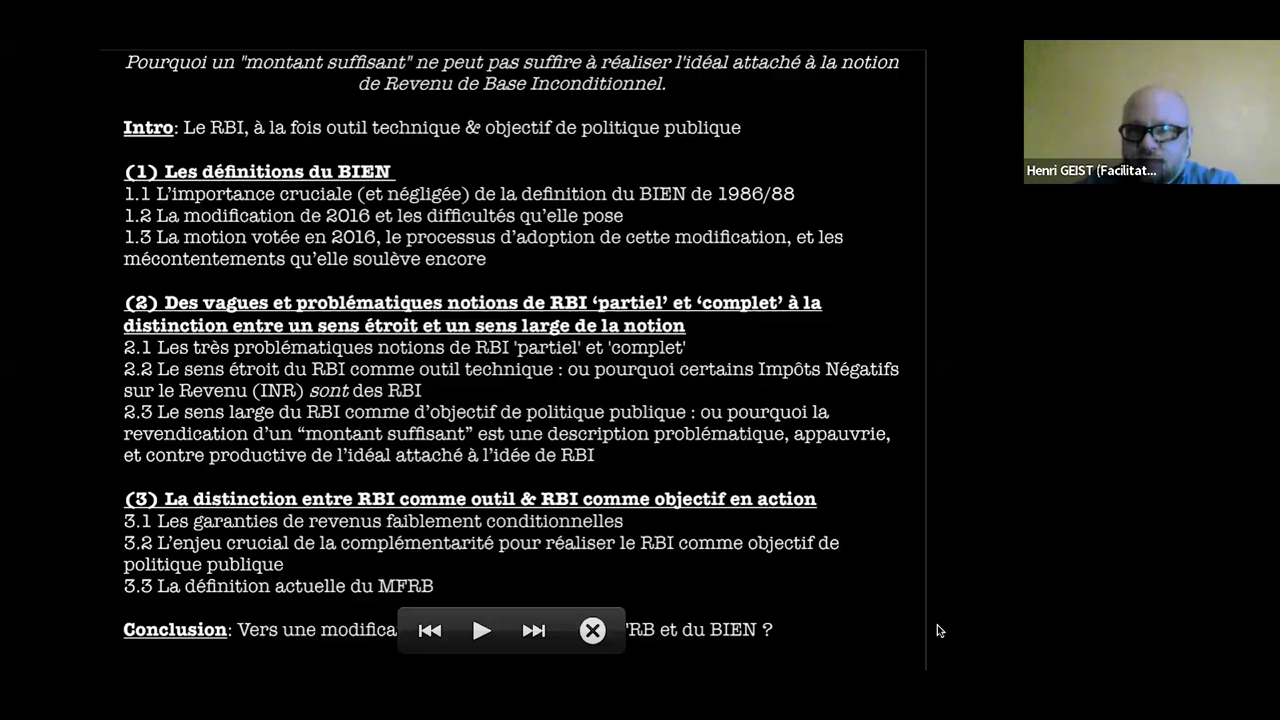 Pourquoi un "montant suffisant" ne peut pas suffire à réaliser l'idéal attaché à la notion
de Revenu de Base Inconditionnel.
Intro: Le RBI, à la fois outil technique & objectif de politique publique
(1) Les définitions du BIEN
1.1 L’importance cruciale (et négligée) de la definition du BIEN de 1986/88
1.2 La modification de 2016 et les difficultés qu’elle pose
1.3 La motion votée en 2016, le processus d’adoption de cette modification, et les
mécontentements qu’elle soulève encore
(2) Des vagues et problématiques notions de RBI ‘partiel’ et ‘complet’ à la
distinction entre un sens étroit et un sens large de la notion
2.1 Les très problématiques notions de RBI 'partiel' et 'complet'
2.2 Le sens étroit du RBI comme outil technique : ou pourquoi certains Impôts Négatifs
sur le Revenu (INR) sont des RBI
2.3 Le sens large du RBI comme d’objectif de politique publique : ou pourquoi la
revendication d’un “montant suffisant” est une description problématique, appauvrie,
et contre productive de l’idéal attaché à l’idée de RBI
(3) La distinction entre RBI comme outil & RBI comme objectif en action
3.1 Les garanties de revenus faiblement conditionnelles
3.2 L’enjeu crucial de la complémentarité pour réaliser le RBI comme objectif de
politique publique
3.3 La définition actuelle du MFRB
Conclusion: Vers une modifica 'RB et du BIEN ?
Henri GEIST (Facilitat...